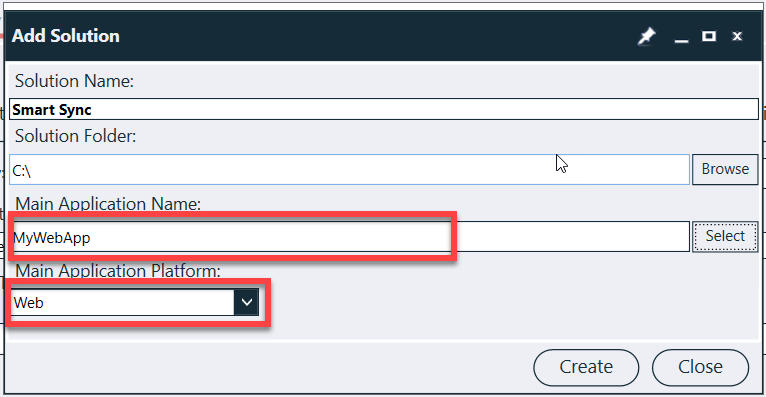 Add Solution
Solution Name:
Smart Sync
Solution Folder:
C:\
Browse
Main Application Name:
MyWebApp
Select
Main Application Platform:
Web
Create
Close